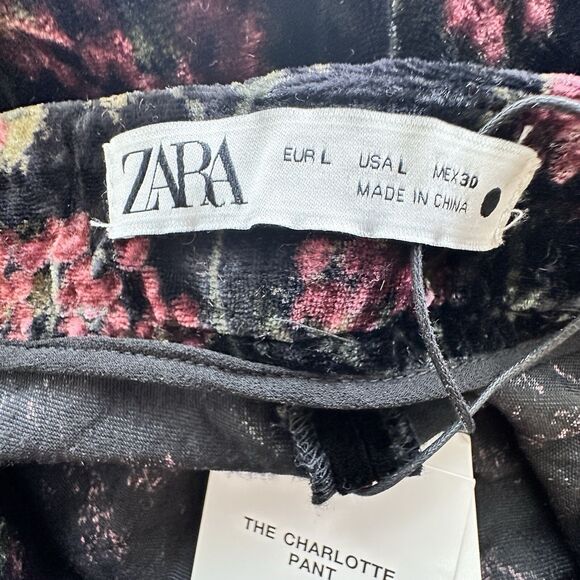 ZARA
EUR L USA L MEX 30
MADE IN CHINA
THE CHARLOTTE
PANT